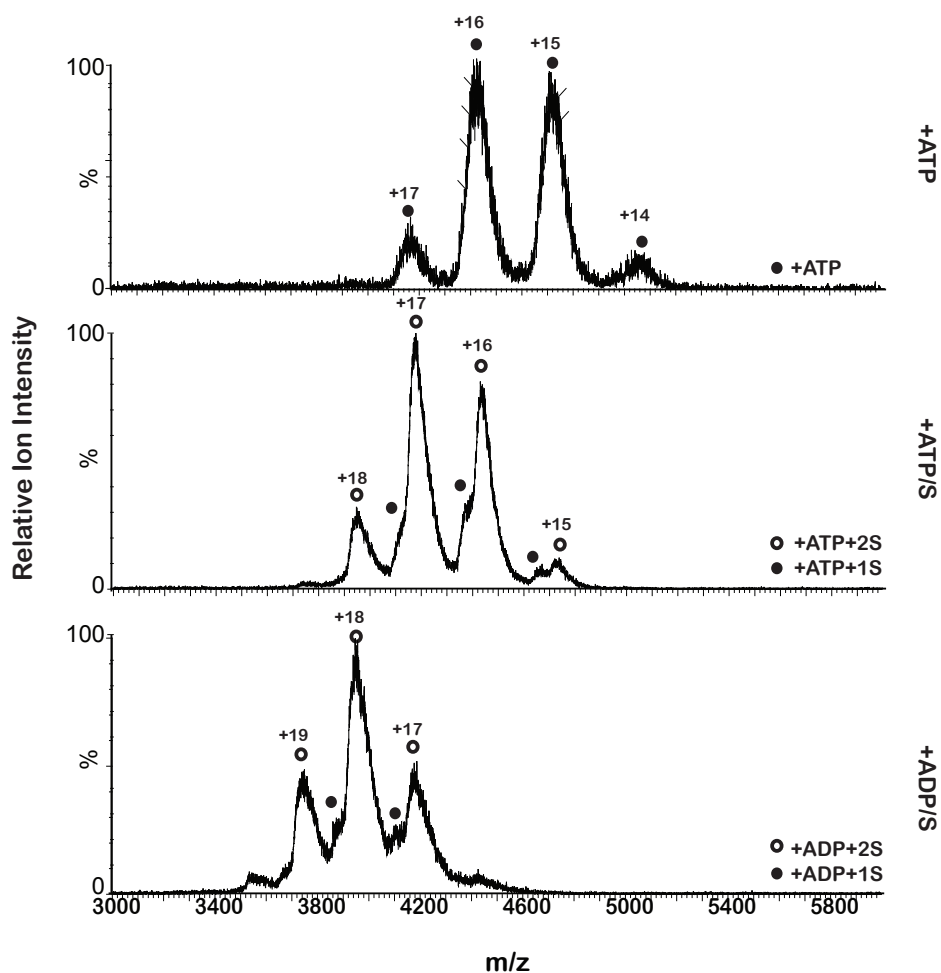 +16
+15
100
+17
+14
%
+ATP
0
+ATP
+17
100
+16
Relative Ion Intensity
%
+18
+15
+ATP/S
+ATP+2S
+ATP+1S
0
+18
100
+19
+17
%
+ADP/S
+ADP+2S
+ADP+1S
0
3000 3400 3800 4200 4600 5000 5400 5800
m/z